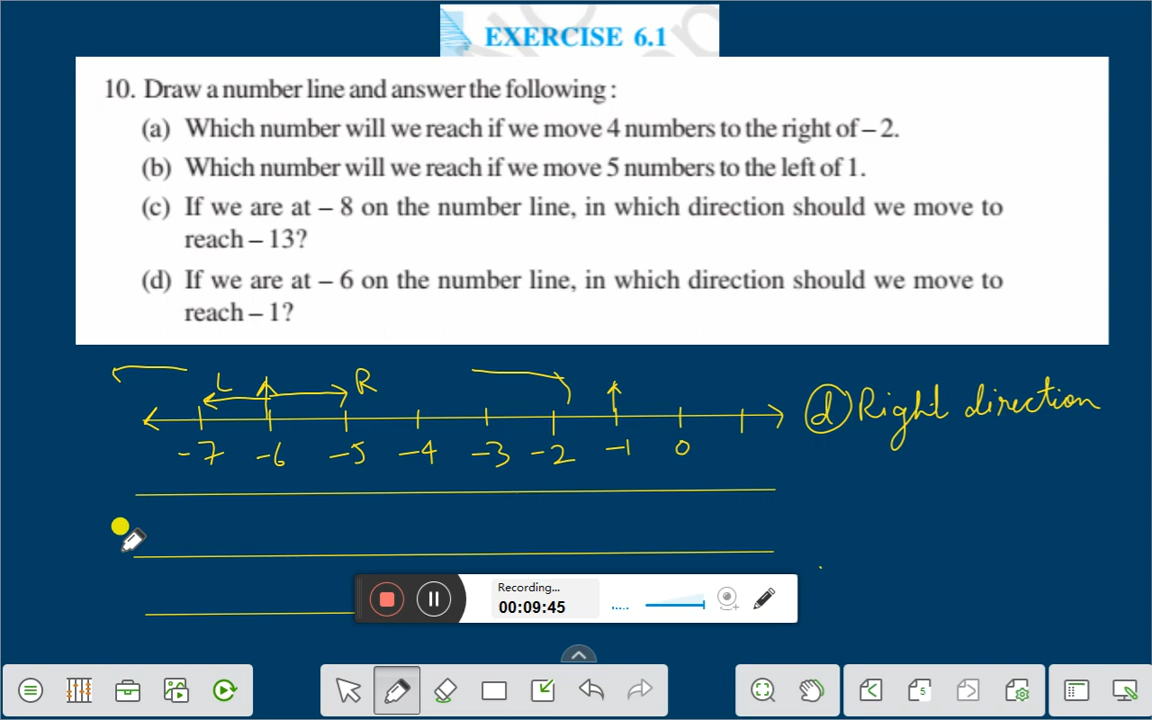 EXERCISE 6.1
10. Draw a number line and answer the following :
(a) Which number will we reach if we move 4 numbers to the right of – 2.
(b) Which number will we reach if we move 5 numbers to the left of 1.
(c) If we are at – 8 on the number line, in which direction should we move to
reach – 13?
(d) If we are at – 6 on the number line, in which direction should we move to
reach – 1?
L R
(d) Right direction
-7 -6 -5 -4 -3 -2 -1 0
Recording...
00:09:45
5